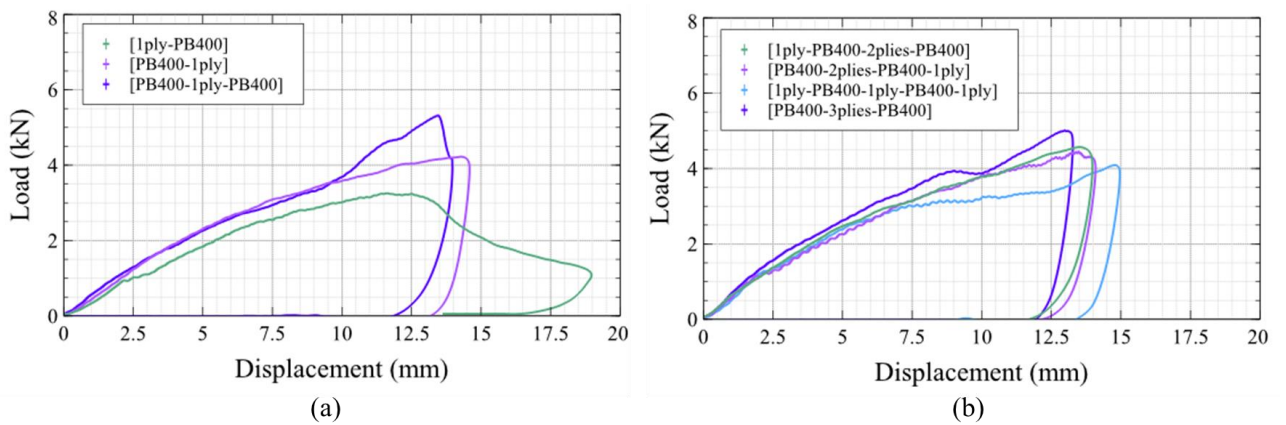 8
6
4
2
0
Load (kN)
[1ply-PB400]
[PB400-1ply]
[PB400-1ply-PB400]
0 2.5 5 7.5 10 12.5 15 17.5 20
Displacement (mm)
(a)
8
6
4
2
0
Load (kN)
[1ply-PB400-2plies-PB400]
[PB400-2plies-PB400-1ply]
[1ply-PB400-1ply-PB400-1ply]
[PB400-3plies-PB400]
0 2.5 5 7.5 10 12.5 15 17.5 20
Displacement (mm)
(b)